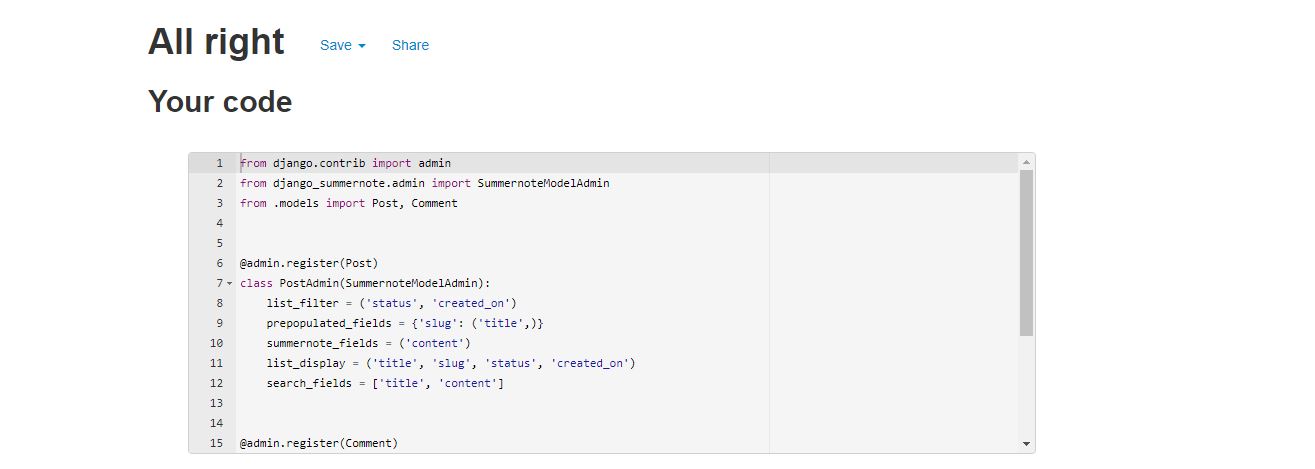 All right Save Share
Your code
1 from django.contrib import admin
2 from django_summernote.admin import SummernoteModelAdmin
3 from .models import Post, Comment
4
5
6 @admin.register(Post)
7 class PostAdmin(SummernoteModelAdmin):
8     list_filter = ('status', 'created_on')
9     prepopulated_fields = {'slug': ('title',)}
10     summernote_fields = ('content')
11     list_display = ('title', 'slug', 'status', 'created_on')
12     search_fields = ['title', 'content']
13
14
15 @admin.register(Comment)